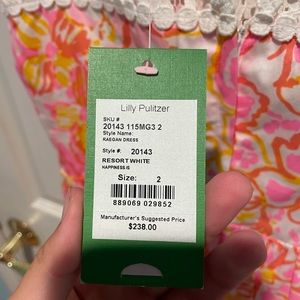 Lilly Pulitzer
SKU #
20143 115MG3 2
Style Name:
RAEGAN DRESS
Style #: 20143
RESORT WHITE
HAPPINESS IS
Size: 2
889069 029852
Manufacturer's Suggested Price
$238.00